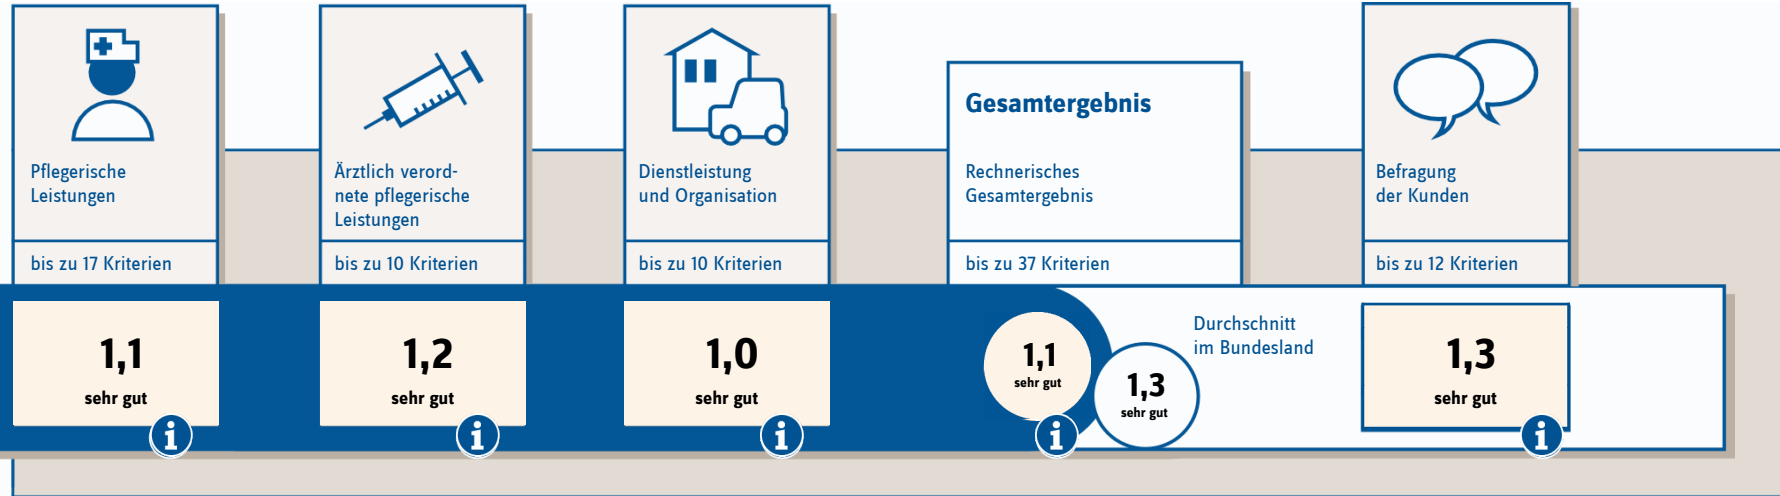 Pflegerische
Leistungen
bis zu 17 Kriterien
1,1
sehr gut
i
Ärztlich verord-
nete pflegerische
Leistungen
bis zu 10 Kriterien
1,2
sehr gut
i
Dienstleistung
und Organisation
bis zu 10 Kriterien
1,0
sehr gut
i
Gesamtergebnis
Rechnerisches
Gesamtergebnis
bis zu 37 Kriterien
1,1
sehr gut
i
1,3
sehr gut
Durchschnitt
im Bundesland
Befragung
der Kunden
bis zu 12 Kriterien
1,3
sehr gut
i